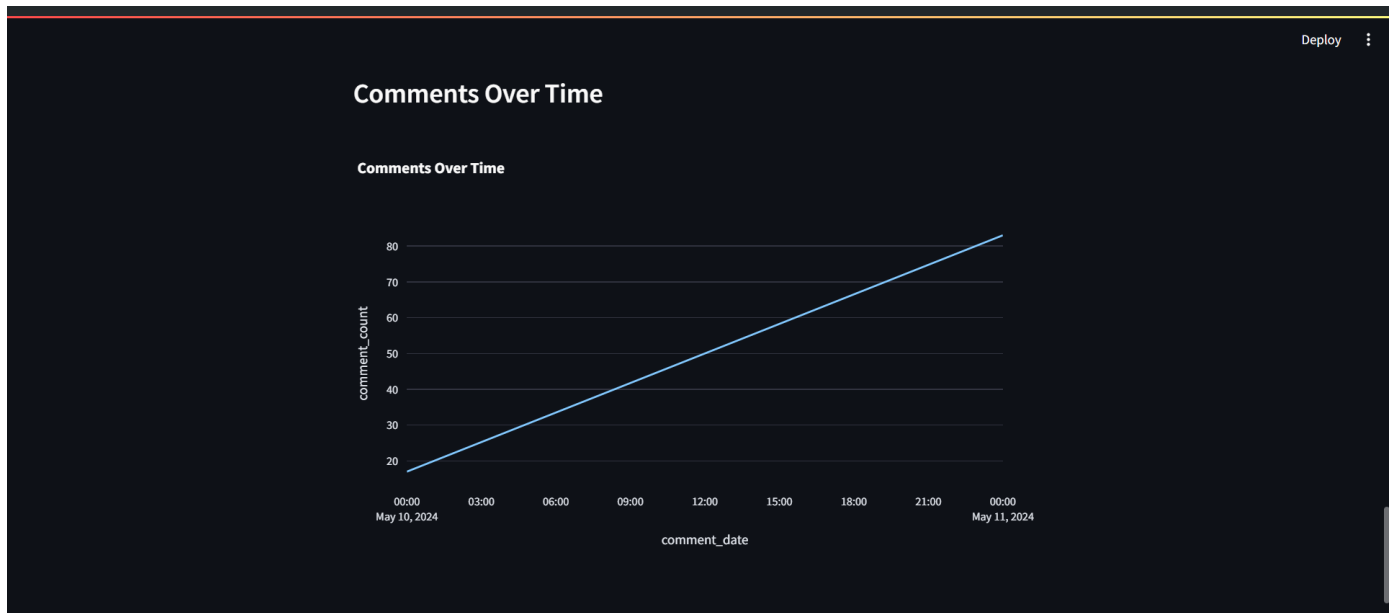 Deploy
Comments Over Time
Comments Over Time
80
70
60
50
40
30
20
comment_count
00:00 03:00 06:00 09:00 12:00 15:00 18:00 21:00 00:00
May 10, 2024 May 11, 2024
comment_date